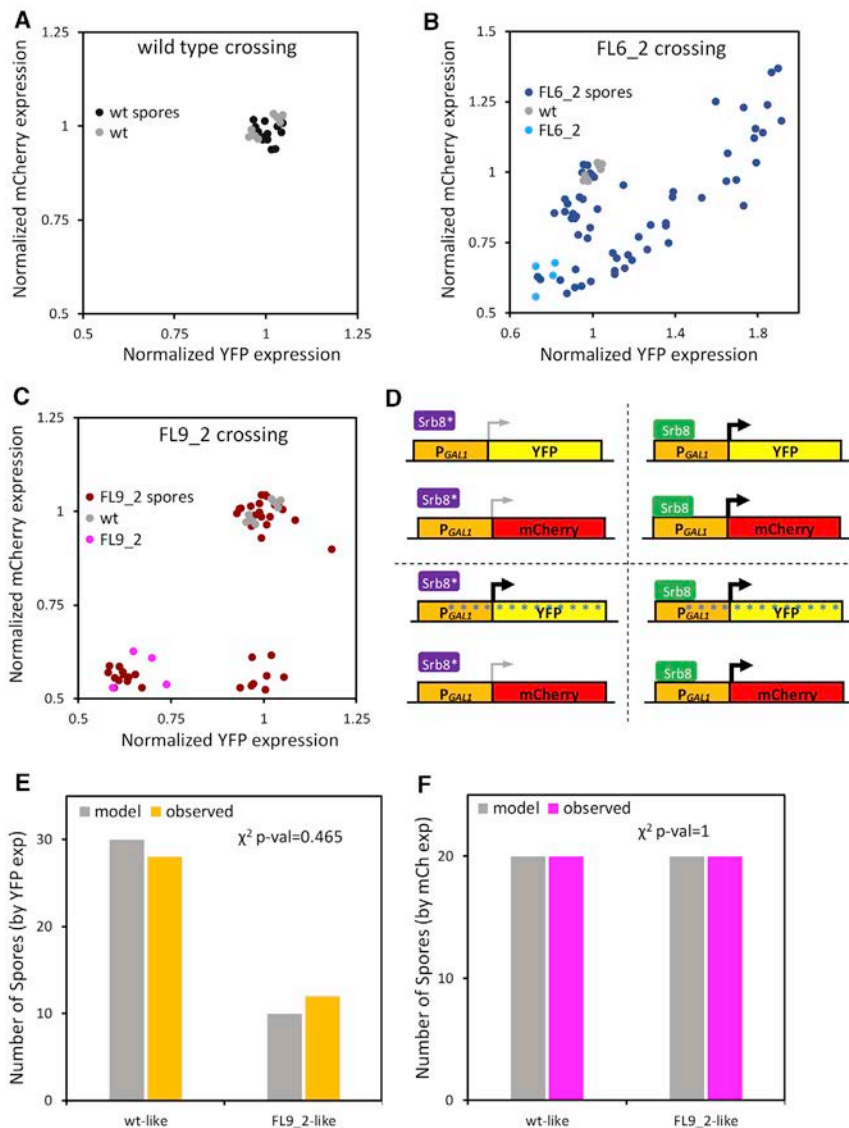 A
wild type crossing
Normalized mCherry expression
1.25
1
0.75
0.5
wt spores
wt
0.5
0.75
1
1.25
Normalized YFP expression
B
FL6_2 crossing
Normalized mCherry expression
1.5
1.25
1
0.75
0.5
FL6_2 spores
wt
FL6_2
0.6
1
1.4
1.8
Normalized YFP expression
C
FL9_2 crossing
Normalized mCherry expression
1.25
1
0.75
0.5
FL9_2 spores
wt
FL9_2
0.5
0.75
1
1.25
Normalized YFP expression
D
Srb8*
PGAL1
YFP
Srb8
PGAL1
YFP
Srb8*
PGAL1
mCherry
Srb8
PGAL1
mCherry
Srb8*
PGAL1
YFP
* * * * * * * * * * * * *
Srb8
PGAL1
YFP
* * * * * * * * * * * * *
Srb8*
PGAL1
mCherry
Srb8
PGAL1
mCherry
E
Number of Spores (by YFP exp)
30
20
10
0
model
observed
χ² p-val=0.465
wt-like
FL9_2-like
F
Number of Spores (by mCh exp)
20
10
0
model
observed
χ² p-val=1
wt-like
FL9_2-like